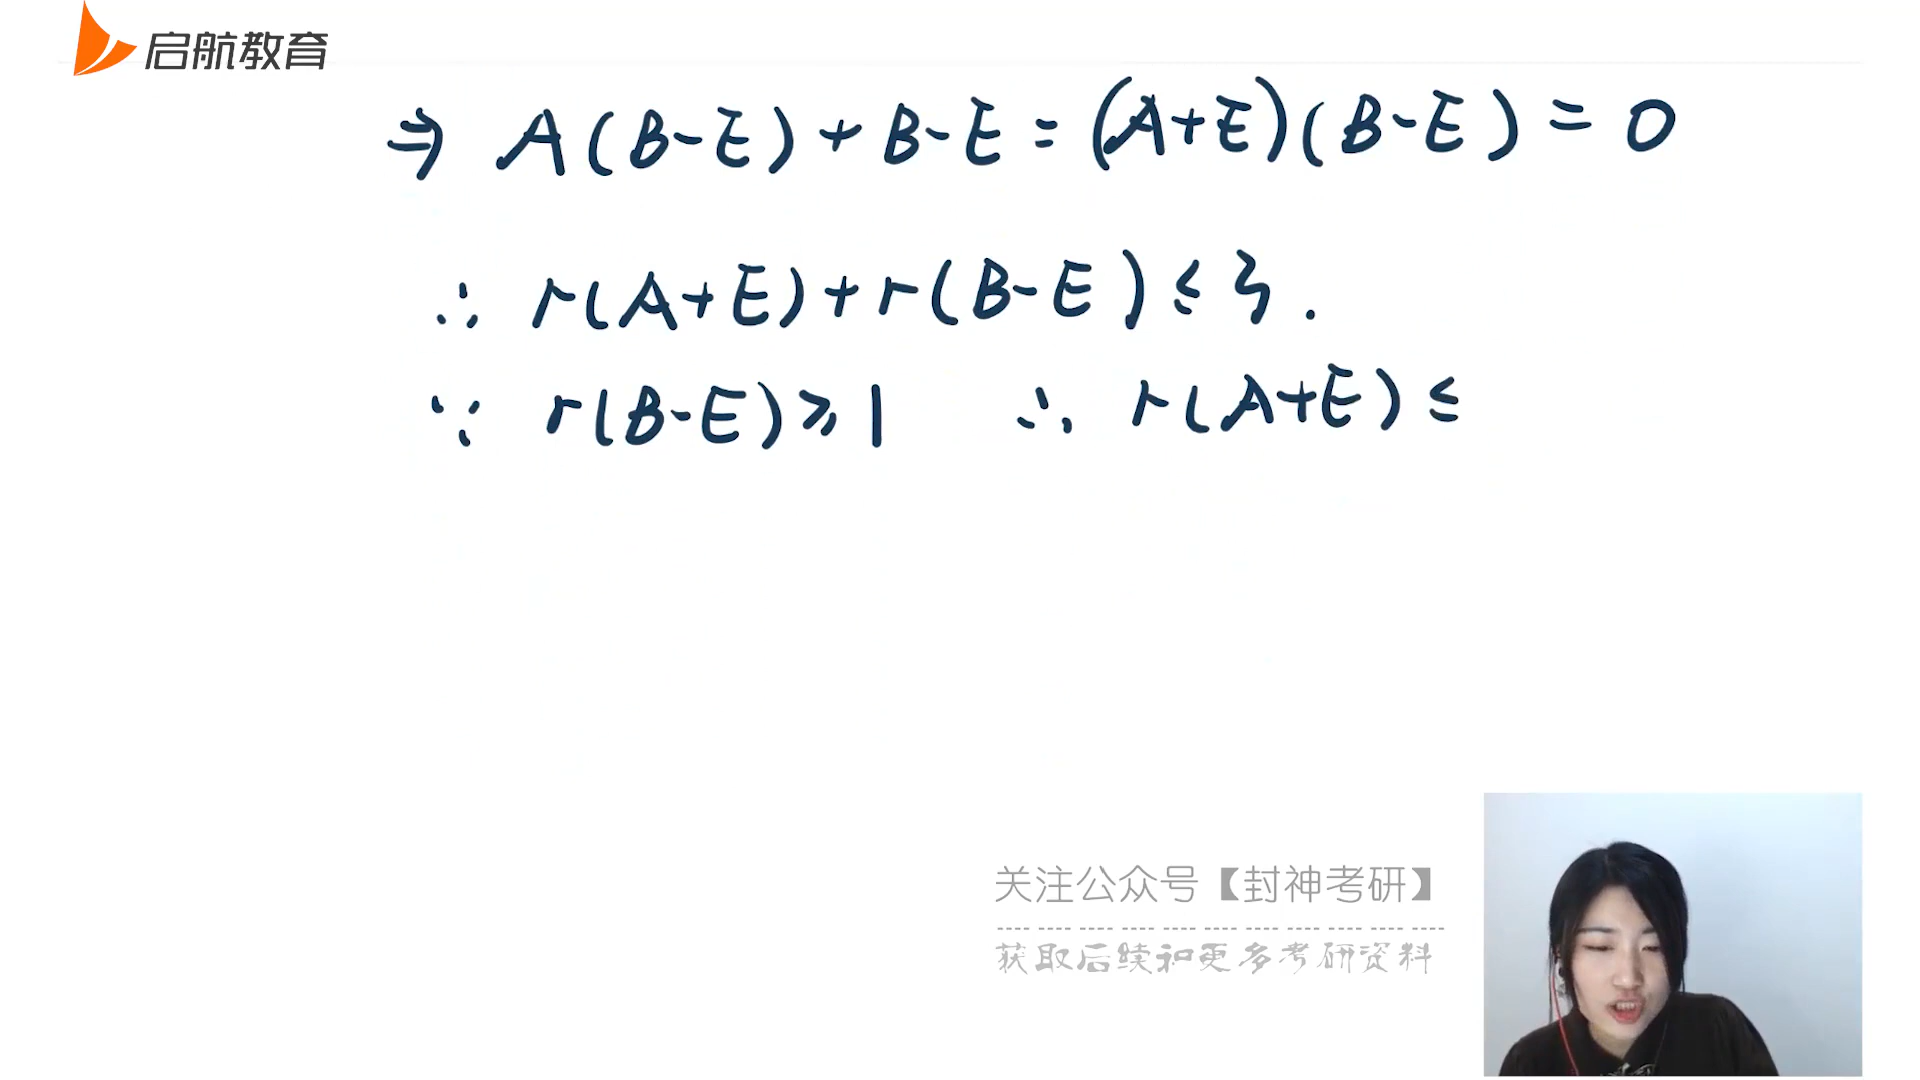 启航教育
⇒ A(B-E)+B-E=(A+E)(B-E)=0
∴ r(A+E)+r(B-E)≤3.
∵ r(B-E)≥1 ∴ r(A+E)≤
关注公众号【封神考研】
获取后续和更多考研资料